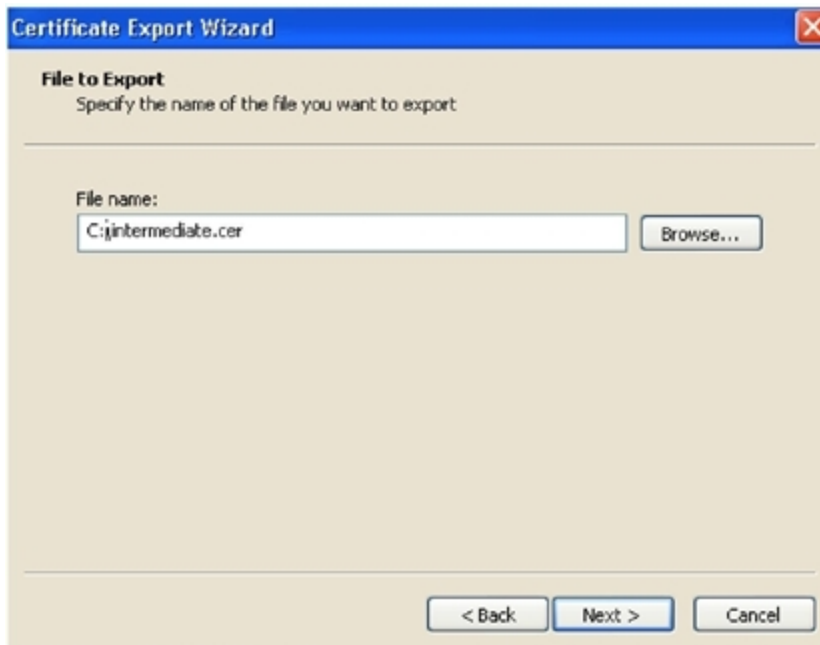 Certificate Export Wizard
File to Export
Specify the name of the file you want to export
File name:
C:\intermediate.cer
Browse...
< Back
Next >
Cancel